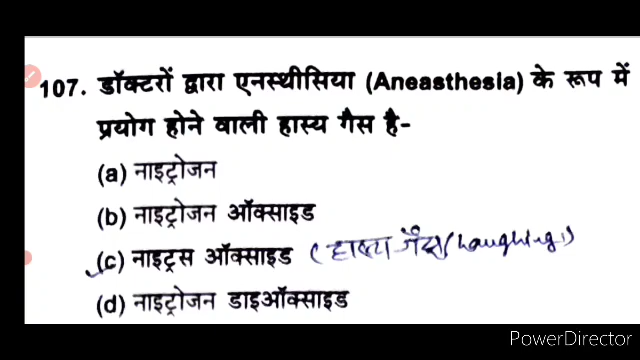 107. डॉक्टरों द्वारा एनस्थीसिया (Aneasthesia) के रूप में
प्रयोग होने वाली हास्य गैस है-
(a) नाइट्रोजन
(b) नाइट्रोजन ऑक्साइड
(c) नाइट्रस ऑक्साइड (हास्य गैस (Laughing)
(d) नाइट्रोजन डाइऑक्साइड
PowerDirector